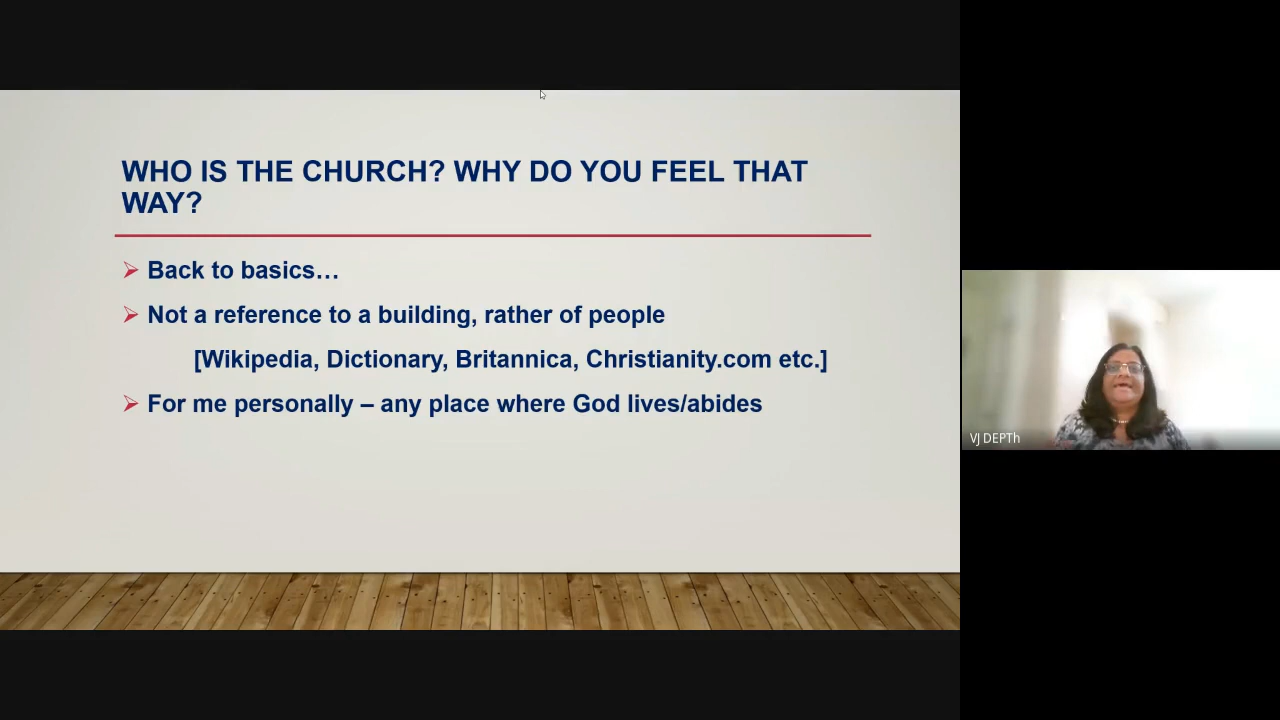 WHO IS THE CHURCH? WHY DO YOU FEEL THAT
WAY?
Back to basics…
Not a reference to a building, rather of people
[Wikipedia, Dictionary, Britannica, Christianity.com etc.]
For me personally – any place where God lives/abides
VJ DEPTh